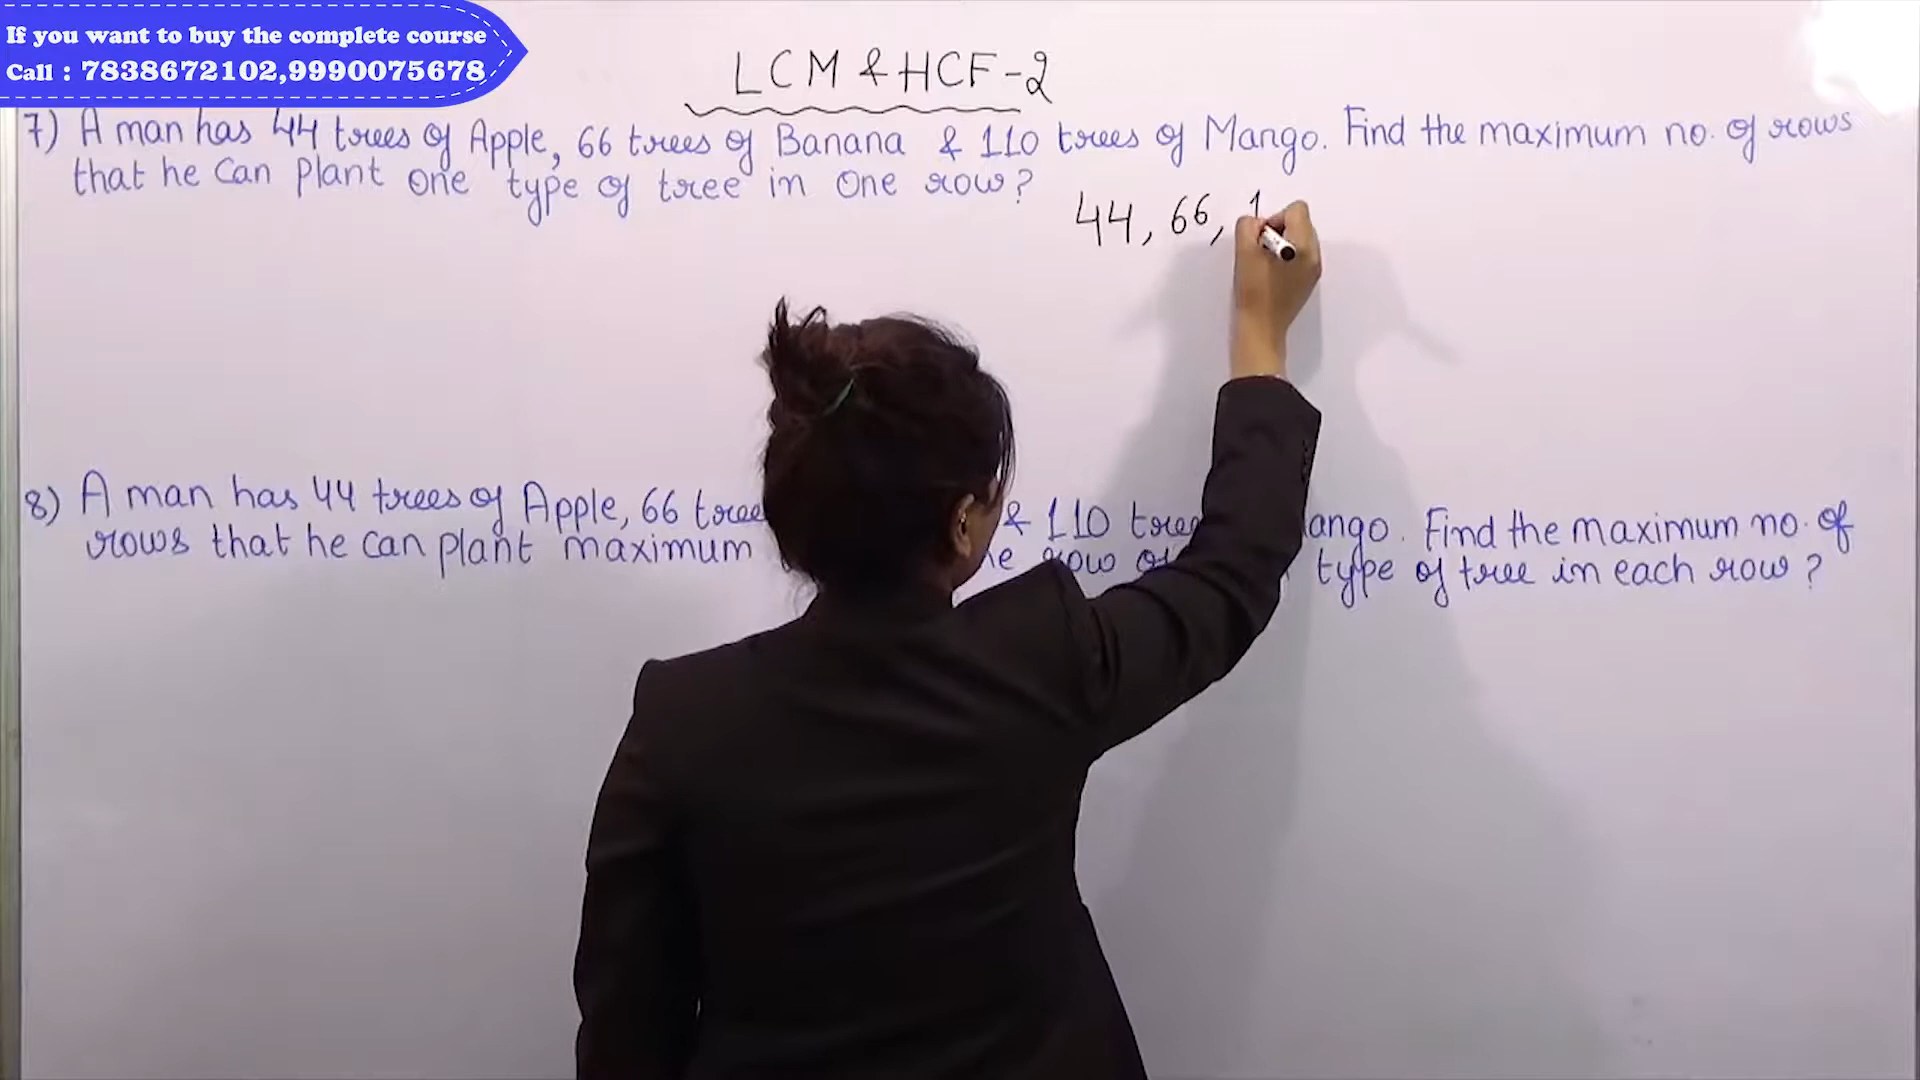 If you want to buy the complete course
Call : 7838672102,9990075678
LCM & HCF-2
7) A man has 44 trees of Apple, 66 trees of Banana & 110 trees of Mango. Find the maximum no. of rows
that he can plant one type of tree in one row?
44, 66, 1
8) A man has 44 trees of Apple, 66 tree & 110 tree ango. Find the maximum no. of
rows that he can plant maximum row type of tree in each row?